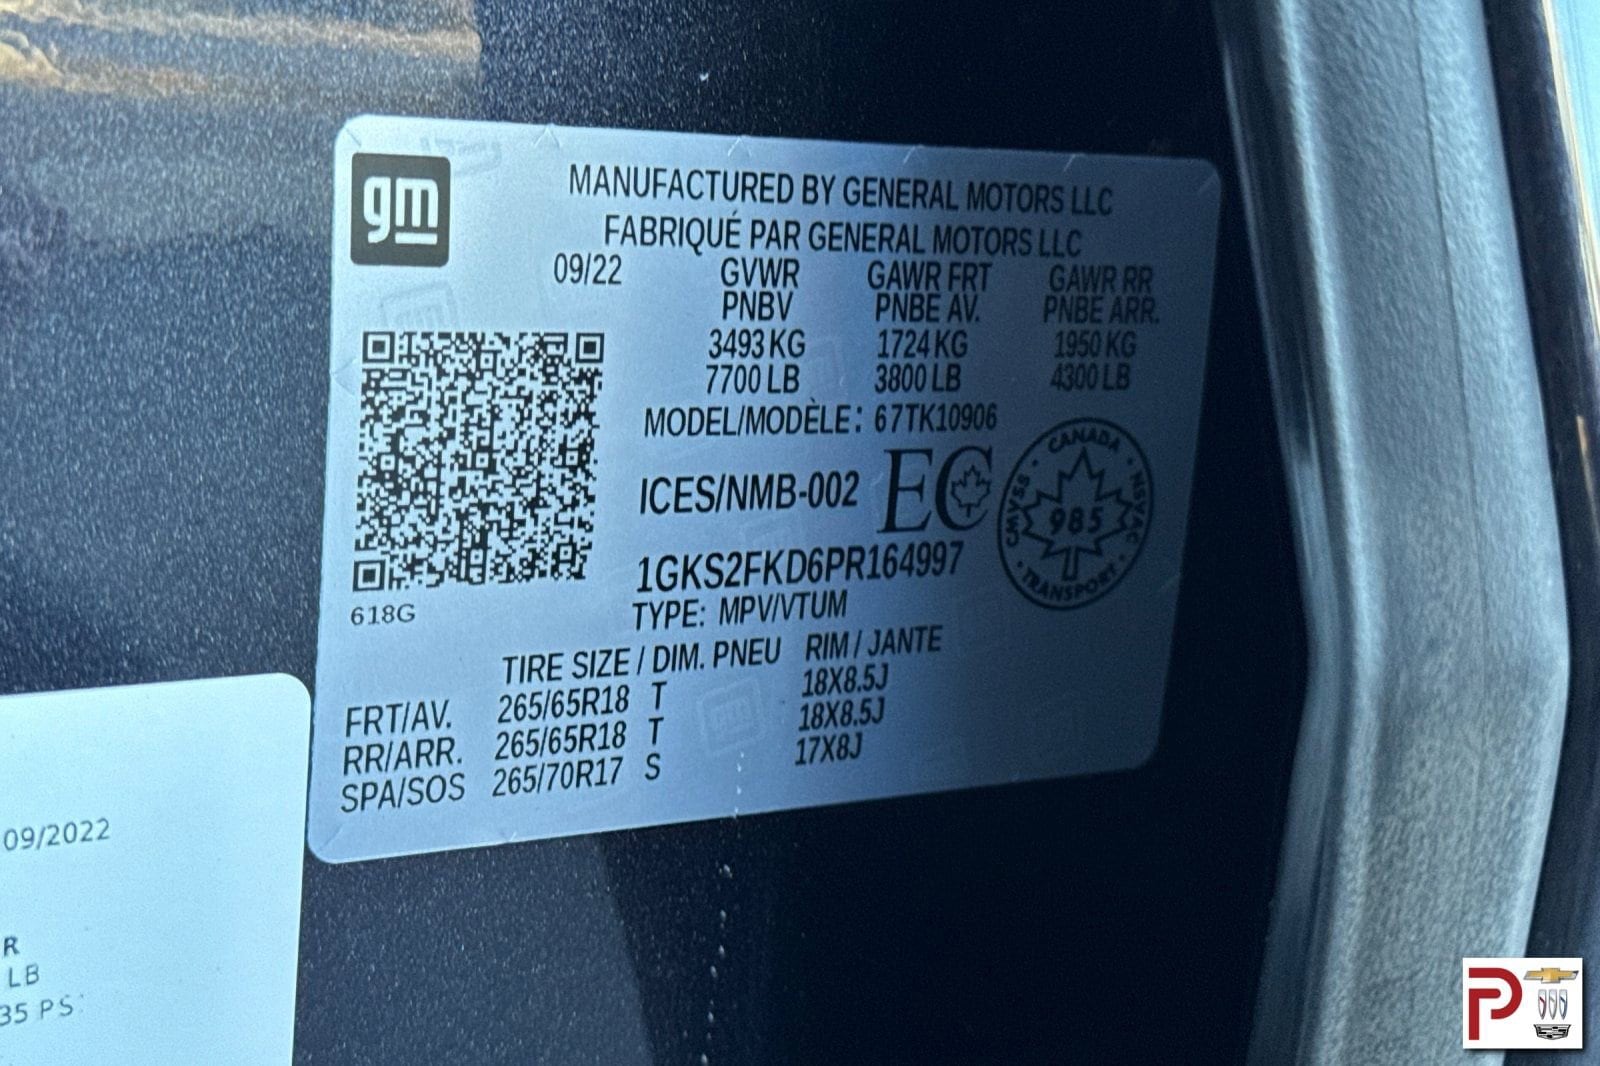 gm
MANUFACTURED BY GENERAL MOTORS LLC
FABRIQUÉ PAR GENERAL MOTORS LLC
09/22 GVWR GAWR FRT GAWR RR
PNBV PNBE AV. PNBE ARR.
3493 KG 1724 KG 1950 KG
7700 LB 3800 LB 4300 LB
MODEL/MODÈLE: 67TK10906
ICES/NMB-002 EC
CANADA
CMVSS 985 NSVAC
TRANSPORT
1GKS2FKD6PR164997
618G
TYPE: MPV/VTUM
TIRE SIZE / DIM. PNEU RIM / JANTE
FRT/AV. 265/65R18 T 18X8.5J
RR/ARR. 265/65R18 T 18X8.5J
SPA/SOS 265/70R17 S 17X8J
09/2022
R
LB
35 PS
P